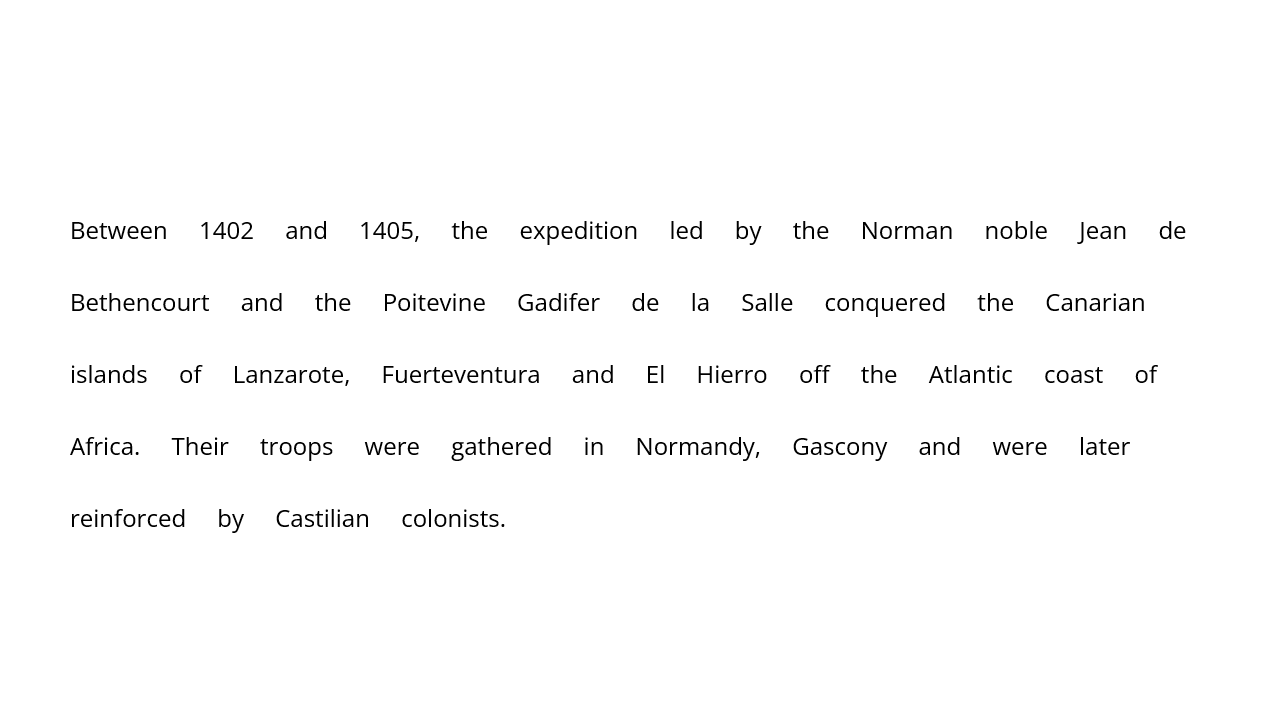 Between 1402 and 1405, the expedition led by the Norman noble Jean de
Bethencourt and the Poitevine Gadifer de la Salle conquered the Canarian
islands of Lanzarote, Fuerteventura and El Hierro off the Atlantic coast of
Africa. Their troops were gathered in Normandy, Gascony and were later
reinforced by Castilian colonists.